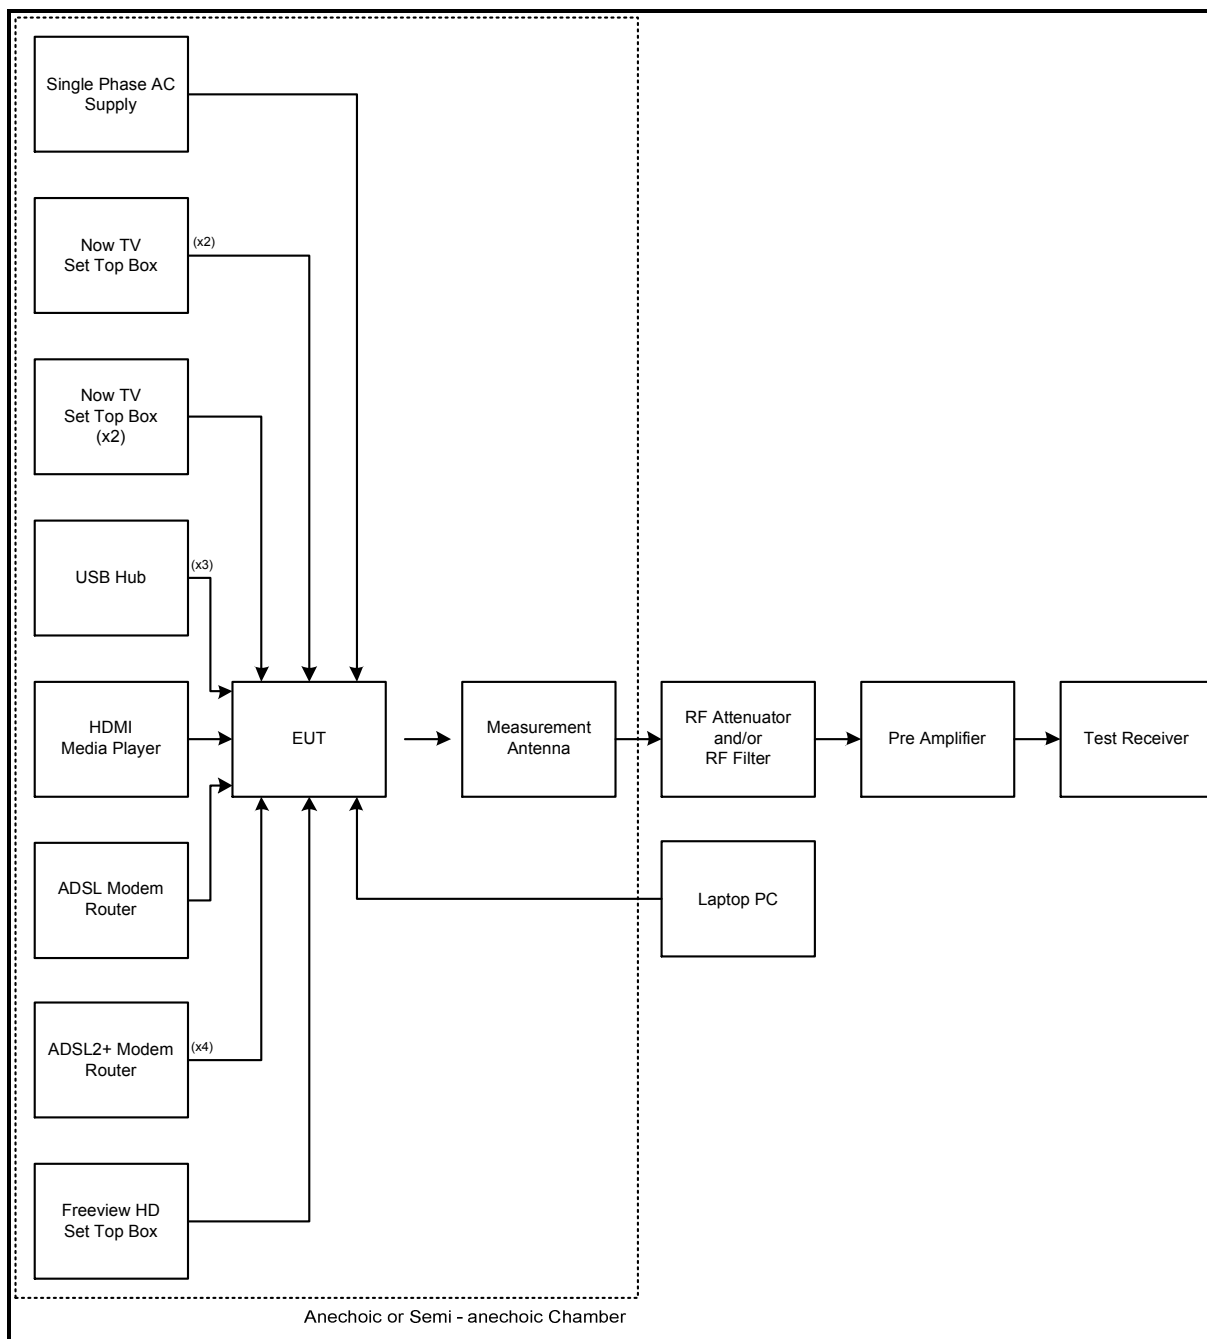 Single Phase AC
Supply
Now TV
Set Top Box
(x2)
Now TV
Set Top Box
(x2)
USB Hub
(x3)
HDMI
Media Player
EUT
Measurement
Antenna
RF Attenuator
and/or
RF Filter
Pre Amplifier
Test Receiver
ADSL Modem
Router
Laptop PC
ADSL2+ Modem
Router
(x4)
Freeview HD
Set Top Box
Anechoic or Semi - anechoic Chamber